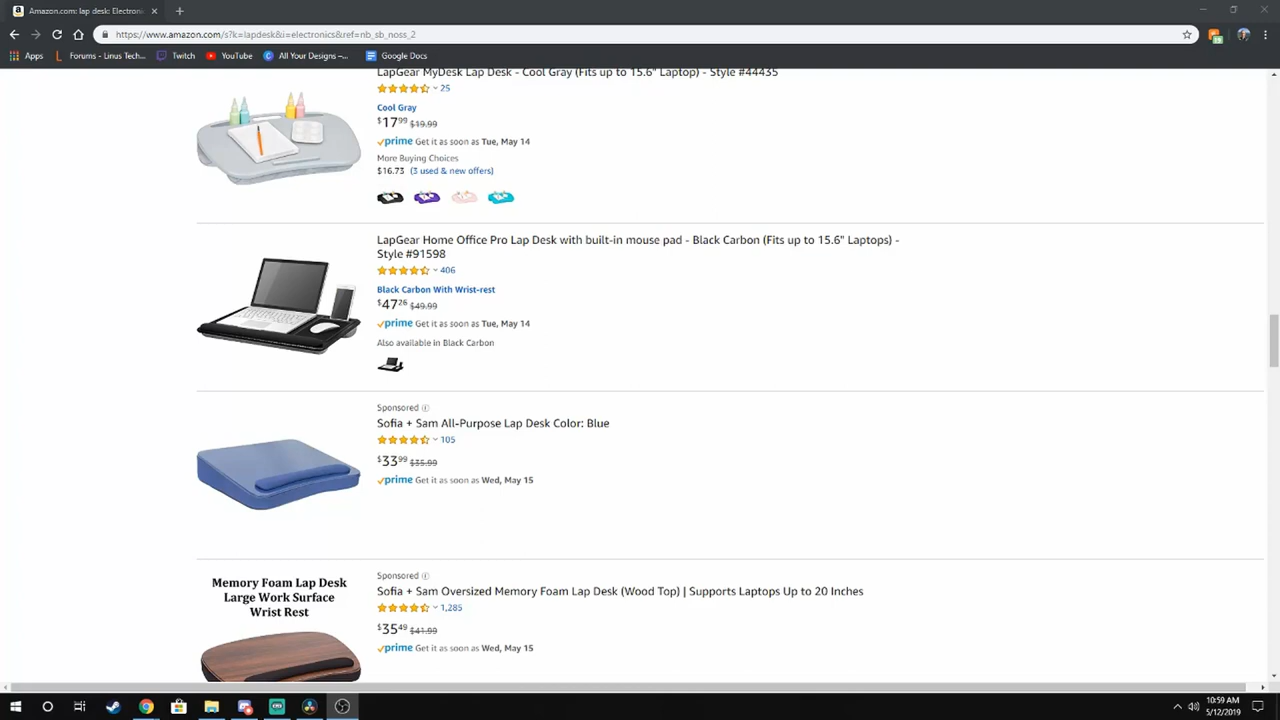 Amazon.com: lap desk: Electroni
https://www.amazon.com/s?k=lapdesk&i=electronics&ref=nb_sb_noss_2
Apps
Forums - Linus Tech...
Twitch
YouTube
All Your Designs –...
Google Docs
LapGear MyDesk Lap Desk - Cool Gray (Fits up to 15.6" Laptop) - Style #44435
25
Cool Gray
$17.99 $19.99
prime Get it as soon as Tue, May 14
More Buying Choices
$16.73 (3 used & new offers)
LapGear Home Office Pro Lap Desk with built-in mouse pad - Black Carbon (Fits up to 15.6" Laptops) -
Style #91598
406
Black Carbon With Wrist-rest
$47.26 $49.99
prime Get it as soon as Tue, May 14
Also available in Black Carbon
Sponsored
Sofia + Sam All-Purpose Lap Desk Color: Blue
105
$33.99 $35.99
prime Get it as soon as Wed, May 15
Memory Foam Lap Desk
Large Work Surface
Wrist Rest
Sponsored
Sofia + Sam Oversized Memory Foam Lap Desk (Wood Top) | Supports Laptops Up to 20 Inches
1,285
$35.49 $41.99
prime Get it as soon as Wed, May 15
10:59 AM
5/12/2019